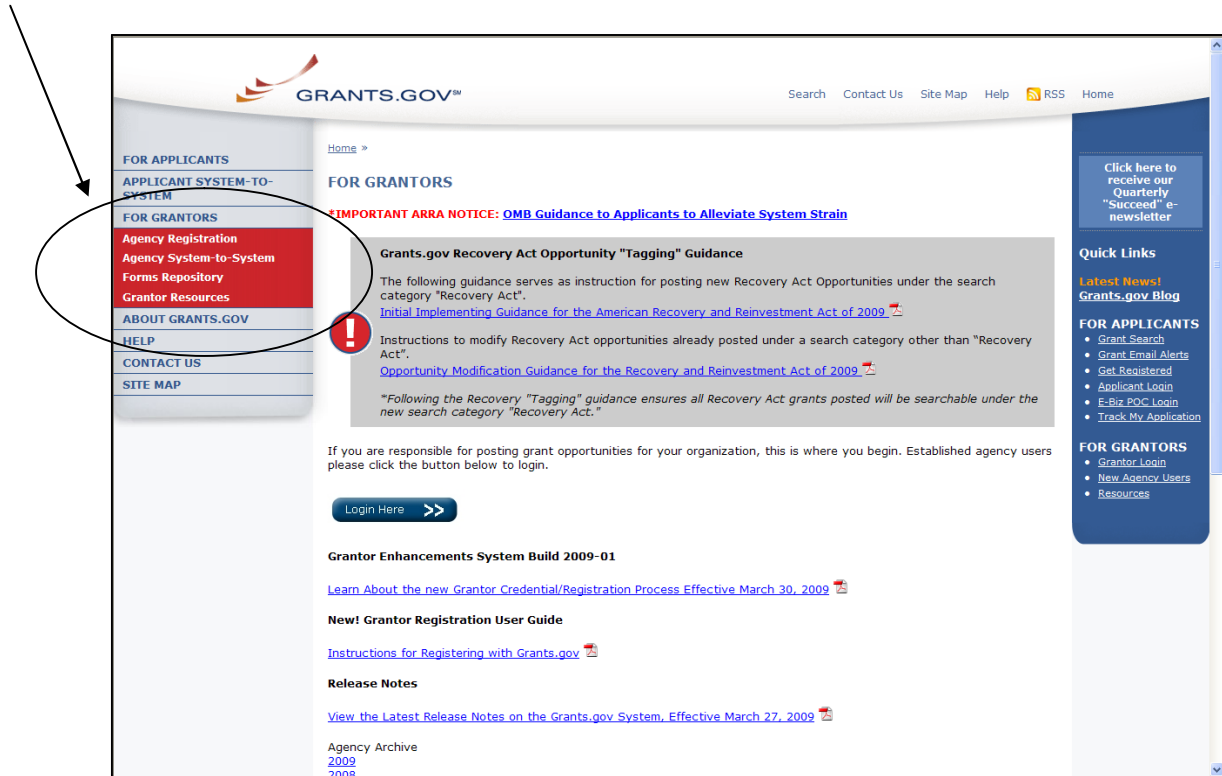 GRANTS.GOV℠
Search Contact Us Site Map Help RSS Home
FOR APPLICANTS
APPLICANT SYSTEM-TO-
SYSTEM
FOR GRANTORS
Agency Registration
Agency System-to-System
Forms Repository
Grantor Resources
ABOUT GRANTS.GOV
HELP
CONTACT US
SITE MAP
Home »
FOR GRANTORS
*IMPORTANT ARRA NOTICE: OMB Guidance to Applicants to Alleviate System Strain
Grants.gov Recovery Act Opportunity "Tagging" Guidance
The following guidance serves as instruction for posting new Recovery Act Opportunities under the search
category "Recovery Act".
Initial Implementing Guidance for the American Recovery and Reinvestment Act of 2009
!
Instructions to modify Recovery Act opportunities already posted under a search category other than “Recovery
Act”.
Opportunity Modification Guidance for the Recovery and Reinvestment Act of 2009
*Following the Recovery "Tagging" guidance ensures all Recovery Act grants posted will be searchable under the
new search category "Recovery Act."
If you are responsible for posting grant opportunities for your organization, this is where you begin. Established agency users
please click the button below to login.
Login Here >>
Grantor Enhancements System Build 2009-01
Learn About the new Grantor Credential/Registration Process Effective March 30, 2009
New! Grantor Registration User Guide
Instructions for Registering with Grants.gov
Release Notes
View the Latest Release Notes on the Grants.gov System, Effective March 27, 2009
Agency Archive
2009
2008
Click here to
receive our
Quarterly
"Succeed" e-
newsletter
Quick Links
Latest News!
Grants.gov Blog
FOR APPLICANTS
• Grant Search
• Grant Email Alerts
• Get Registered
• Applicant Login
• E-Biz POC Login
• Track My Application
FOR GRANTORS
• Grantor Login
• New Agency Users
• Resources